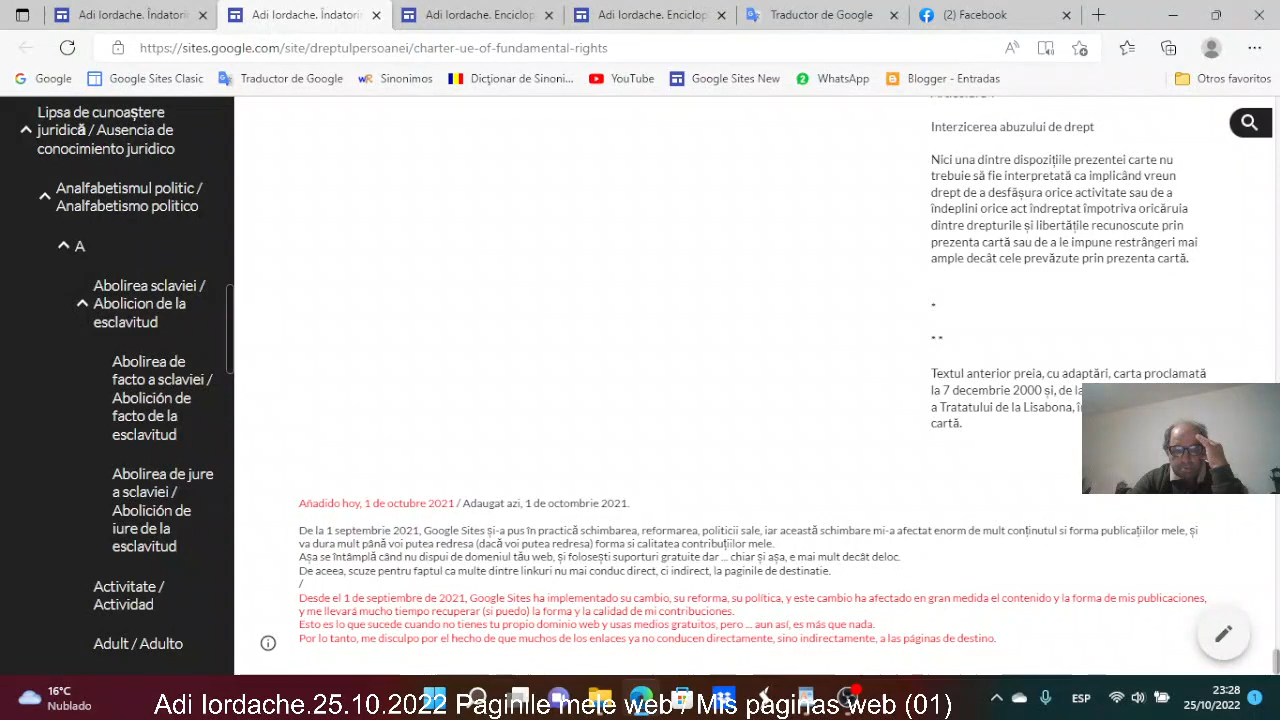 Adi Iordache. Îndatorir
Adi Iordache. Îndatorir
Adi Iordache. Enciclop
Adi Iordache. Enciclop
Traductor de Google
(2) Facebook
https://sites.google.com/site/dreptulpersoanei/charter-ue-of-fundamental-rights
Google
Google Sites Clasic
Traductor de Google
Sinonimos
Dicționar de Sinoni...
YouTube
Google Sites New
WhatsApp
Blogger - Entradas
Otros favoritos
Lipsa de cunoaștere
juridică / Ausencia de
conocimiento jurídico
Analfabetismul politic /
Analfabetismo politico
A
Abolirea sclaviei /
Abolicion de la
esclavitud
Abolirea de
facto a sclaviei /
Abolición de
facto de la
esclavitud
Abolirea de jure
a sclaviei /
Abolición de
iure de la
esclavitud
Activitate /
Actividad
Adult / Adulto
Interzicerea abuzului de drept
Nici una dintre dispozițiile prezentei carte nu
trebuie să fie interpretată ca implicând vreun
drept de a desfășura orice activitate sau de a
îndeplini orice act îndreptat împotriva oricăruia
dintre drepturile și libertățile recunoscute prin
prezenta cartă sau de a le impune restrângeri mai
ample decât cele prevăzute prin prezenta cartă.
*
* *
Textul anterior preia, cu adaptări, carta proclamată
la 7 decembrie 2000 și, de la
a Tratatului de la Lisabona, în
cartă.
Añadido hoy, 1 de octubre 2021 / Adaugat azi, 1 de octombrie 2021.
De la 1 septembrie 2021, Google Sites și-a pus în practică schimbarea, reformarea, politicii sale, iar această schimbare mi-a afectat enorm de mult conținutul si forma publicațiilor mele, și
va dura mult până voi putea redresa (dacă voi putea redresa) forma si calitatea contribuțiilor mele.
Așa se întâmplă când nu dispui de domeniul tău web, și folosești suporturi gratuite dar ... chiar și așa, e mai mult decât deloc.
De aceea, scuze pentru faptul ca multe dintre linkuri nu mai conduc direct, ci indirect, la paginile de destinatie.
/
Desde el 1 de septiembre de 2021, Google Sites ha implementado su cambio, su reforma, su política, y este cambio ha afectado en gran medida el contenido y la forma de mis publicaciones,
y me llevará mucho tiempo recuperar (si puedo) la forma y la calidad de mi contribuciones.
Esto es lo que sucede cuando no tienes tu propio dominio web y usas medios gratuitos, pero ... aun así, es más que nada.
Por lo tanto, me disculpo por el hecho de que muchos de los enlaces ya no conducen directamente, sino indirectamente, a las páginas de destino.
16°C
Nublado
ESP
23:28
25/10/2022
Adi Iordache.25.10.2022 Paginile mele web / Mis páginas web (01)